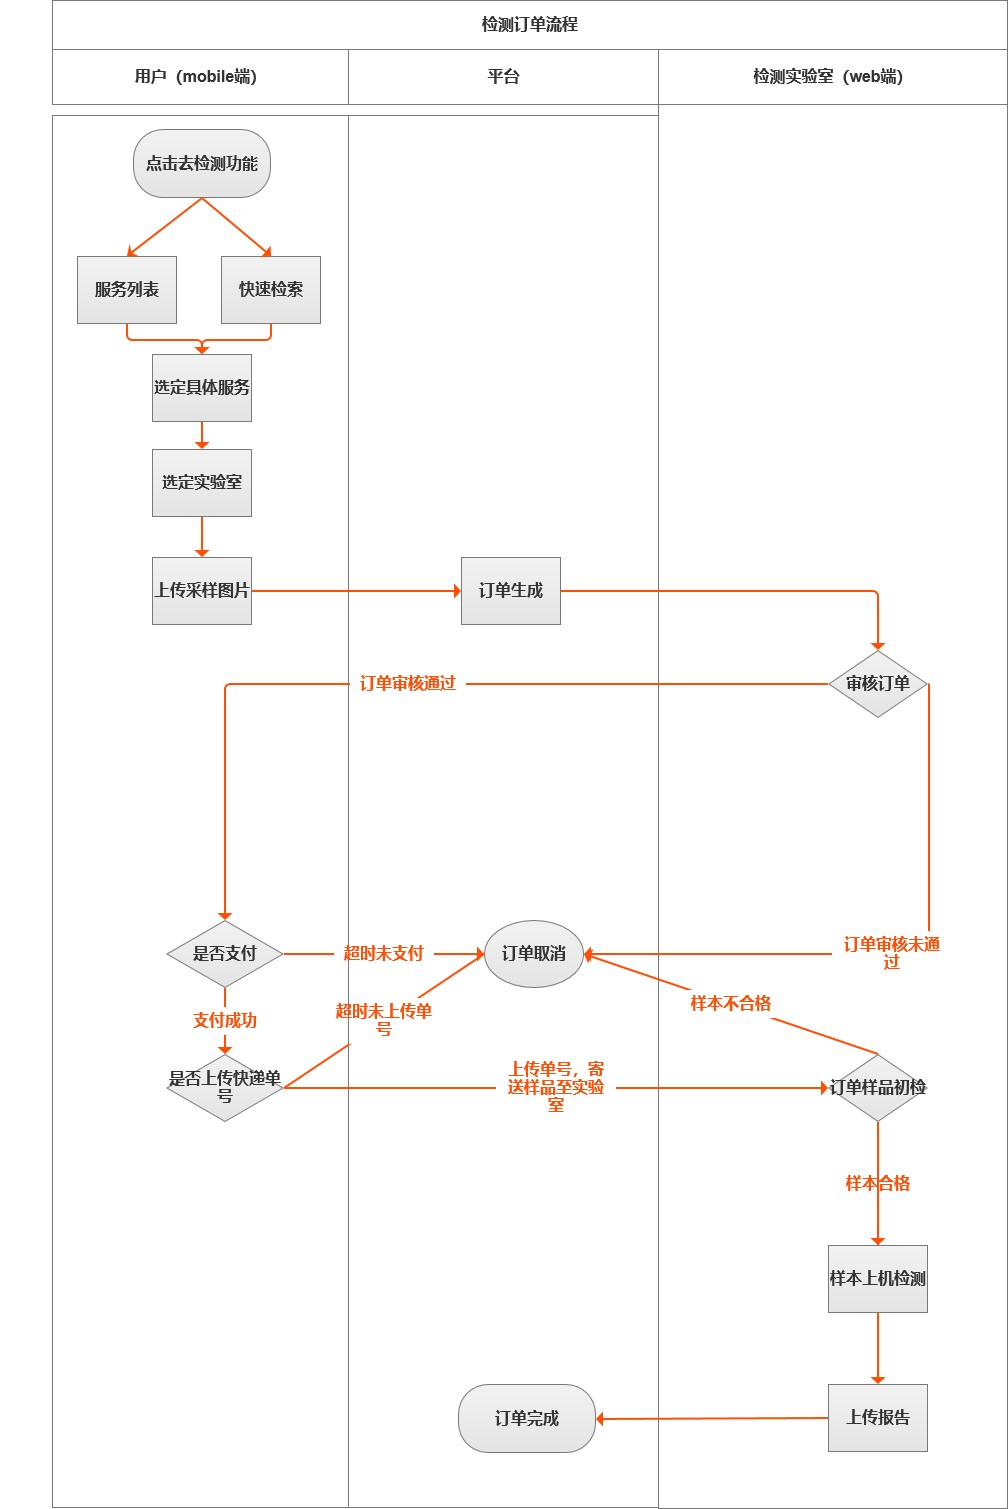 检测订单流程
用户（mobile端）
平台
检测实验室（web端）
点击去检测功能
服务列表
快速检索
选定具体服务
选定实验室
上传采样图片
订单生成
审核订单
订单审核通过
是否支付
超时未支付
订单取消
订单审核未通
过
样本不合格
支付成功
超时未上传单
号
是否上传快递单
号
上传单号，寄
送样品至实验
室
订单样品初检
样本合格
样本上机检测
上传报告
订单完成